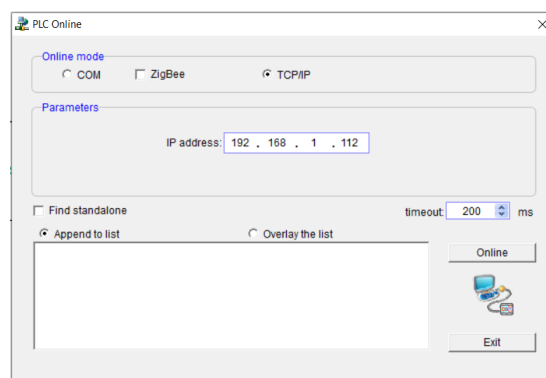 PLC Online
Online mode
COM ZigBee TCP/IP
Parameters
IP address: 192 . 168 . 1 . 112
Find standalone timeout: 200 ms
Append to list Overlay the list
Online
Exit